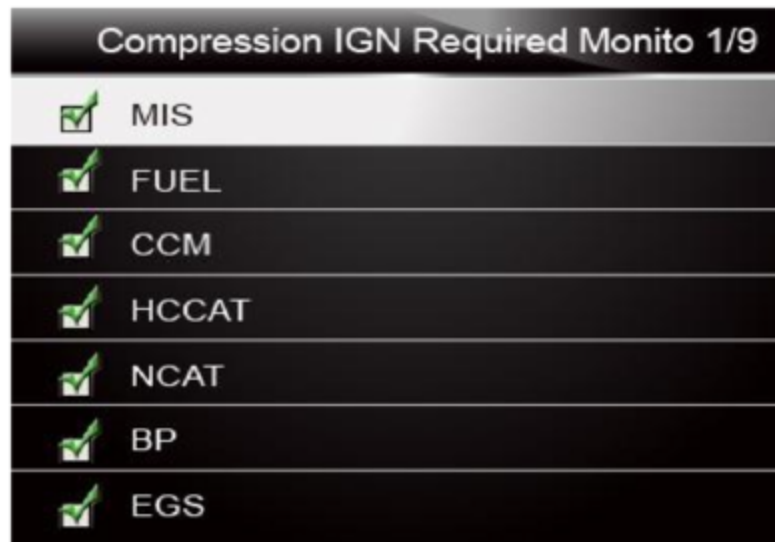 Compression IGN Required Monito 1/9
MIS
FUEL
CCM
HCCAT
NCAT
BP
EGS